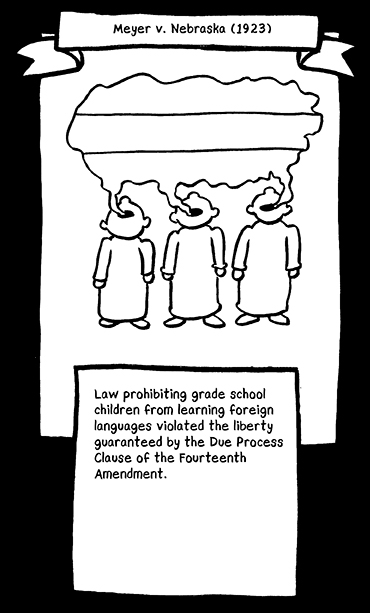 Meyer v. Nebraska (1923)
Law prohibiting grade school
children from learning foreign
languages violated the liberty
guaranteed by the Due Process
Clause of the Fourteenth
Amendment.